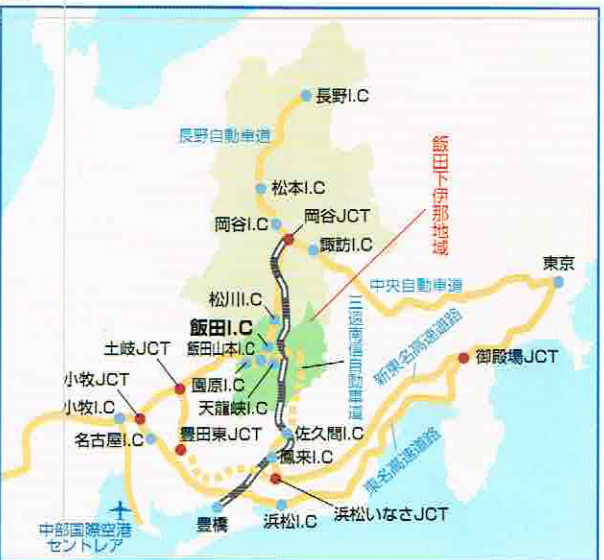 長野I.C
長野自動車道
飯田下伊那地域
松本I.C
岡谷JCT
岡谷I.C
諏訪I.C
東京
中央自動車道
松川I.C
三遠南信自動車道
飯田I.C
新東名高速道路
土岐JCT
飯田山本I.C
御殿場JCT
小牧JCT
園原I.C
天龍峡I.C
小牧I.C
豊田東JCT
佐久間I.C
名古屋I.C
鳳来I.C
東名高速道路
豊橋
浜松I.C
浜松いなさJCT
中部国際空港
セントレア